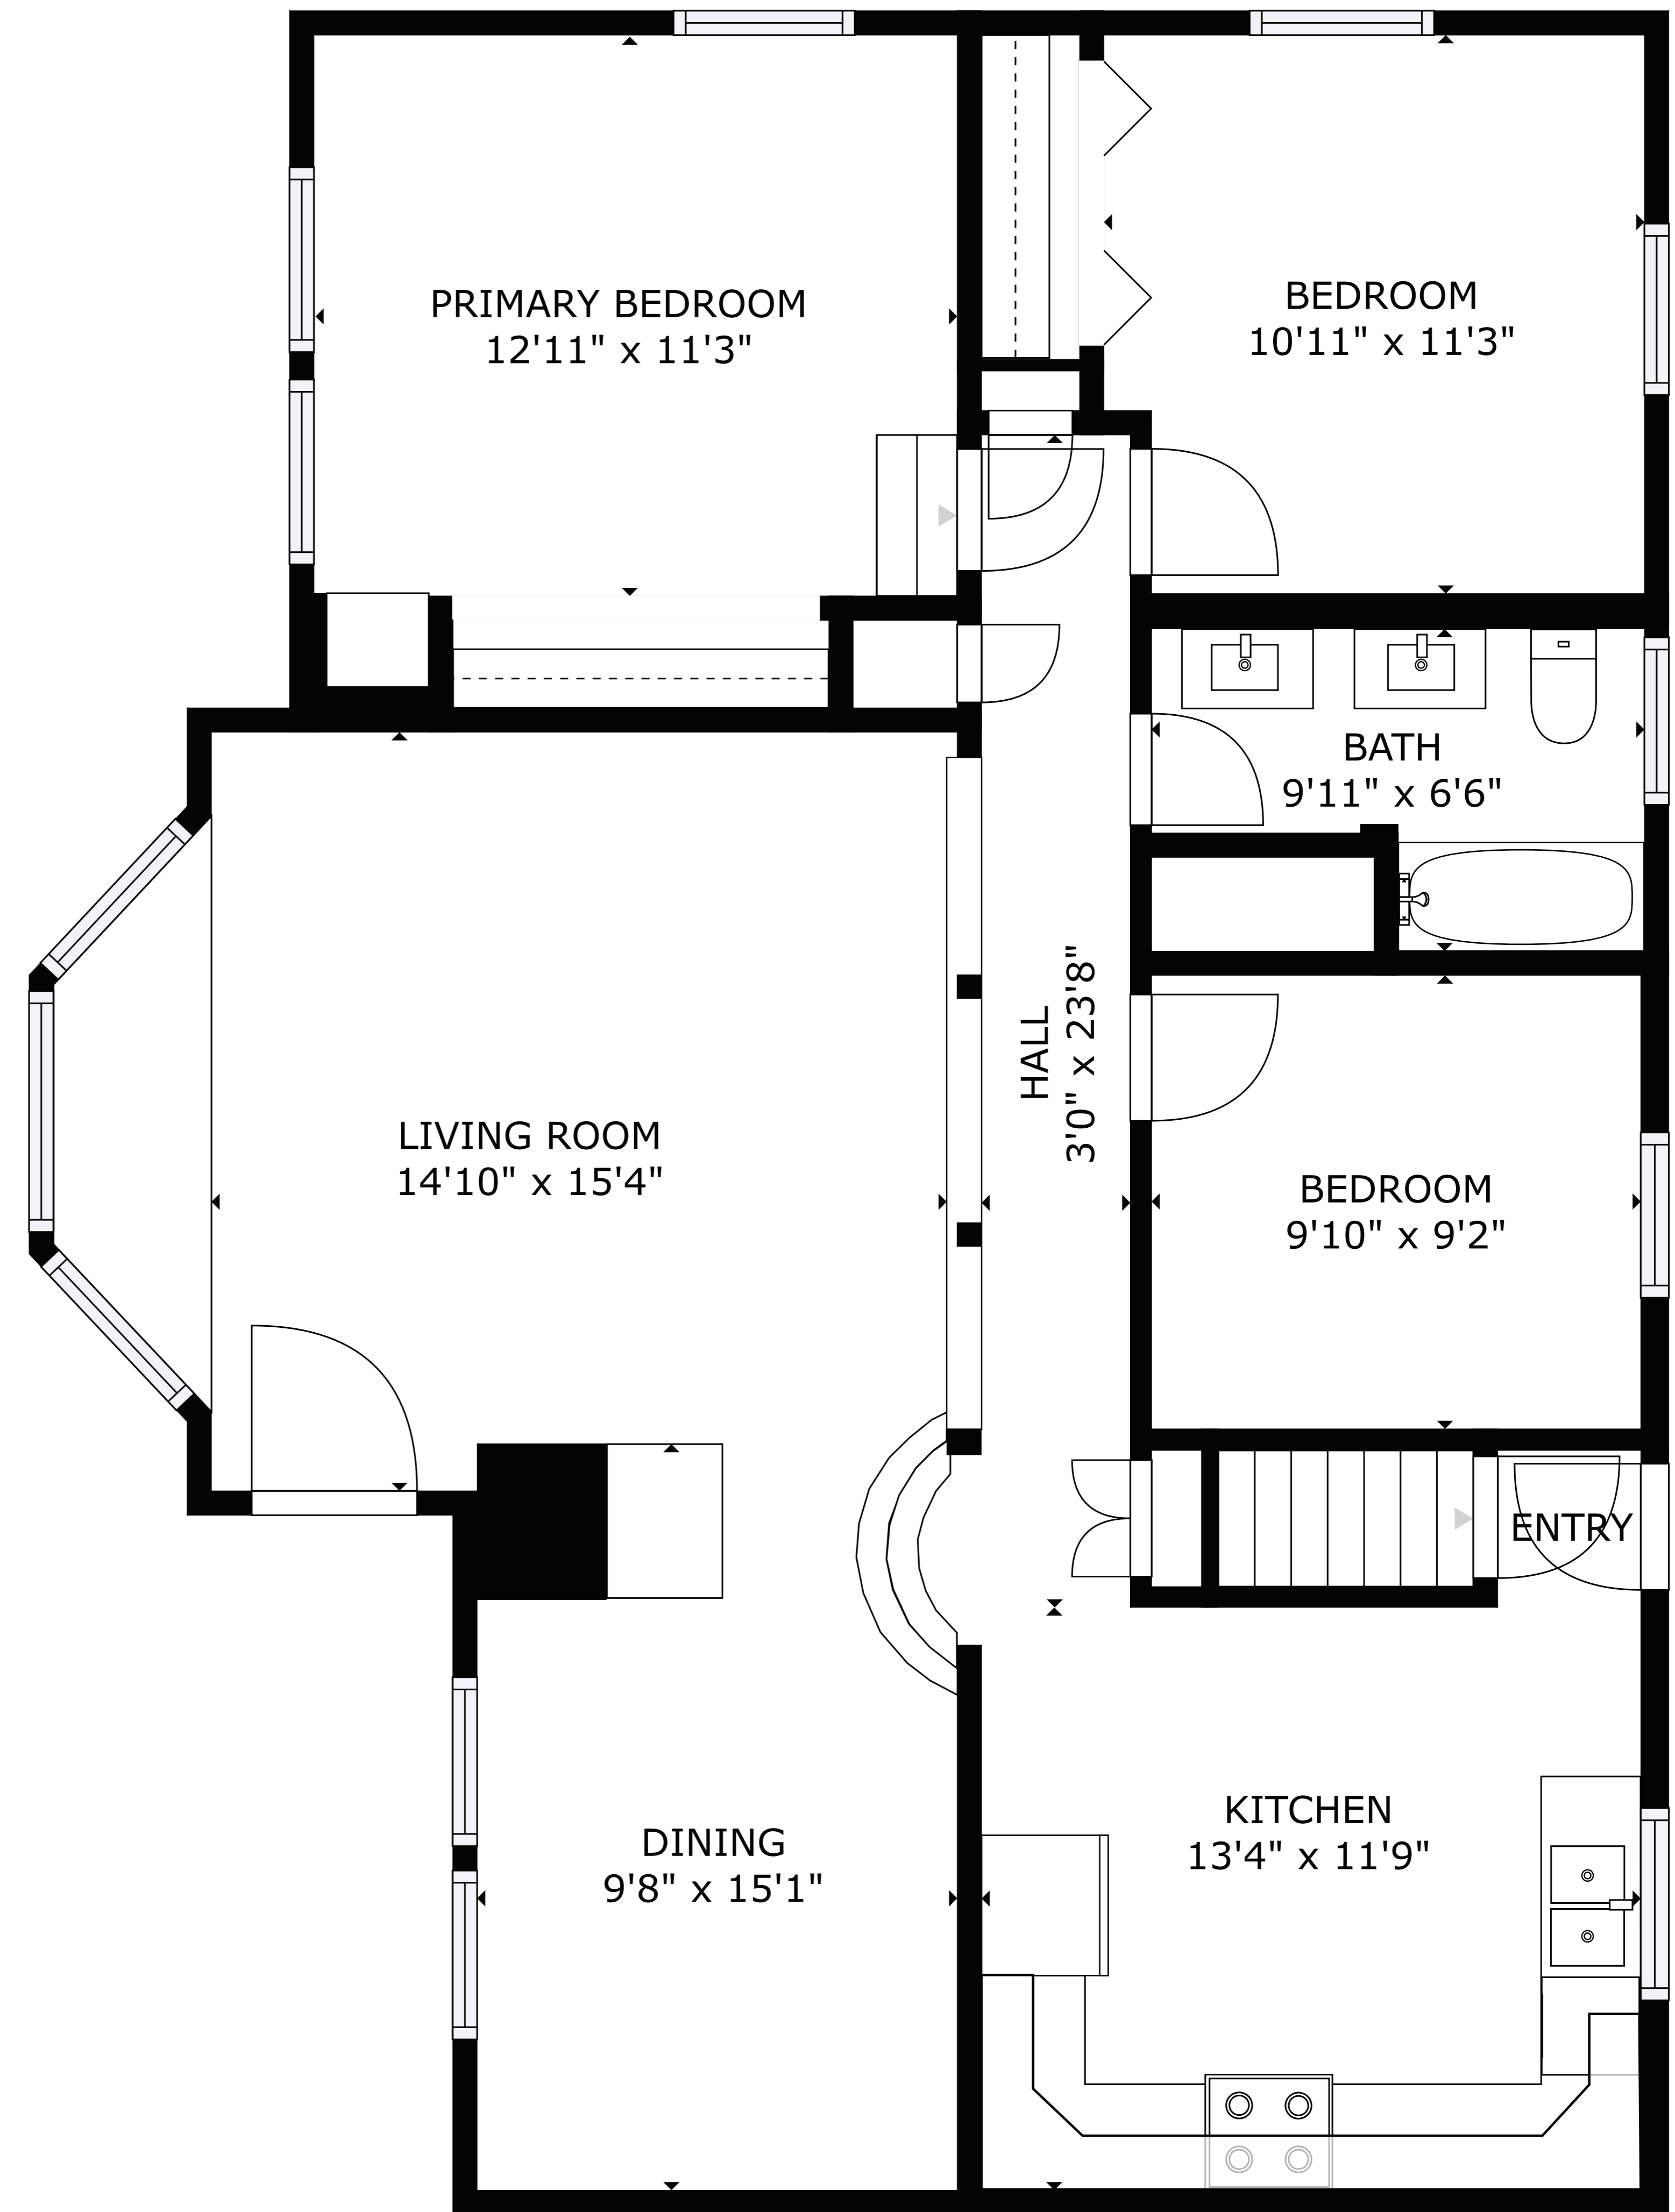 PRIMARY BEDROOM
12'11" x 11'3"
BEDROOM
10'11" x 11'3"
BATH
9'11" x 6'6"
HALL
3'0" x 23'8"
LIVING ROOM
14'10" x 15'4"
BEDROOM
9'10" x 9'2"
ENTRY
KITCHEN
13'4" x 11'9"
DINING
9'8" x 15'1"